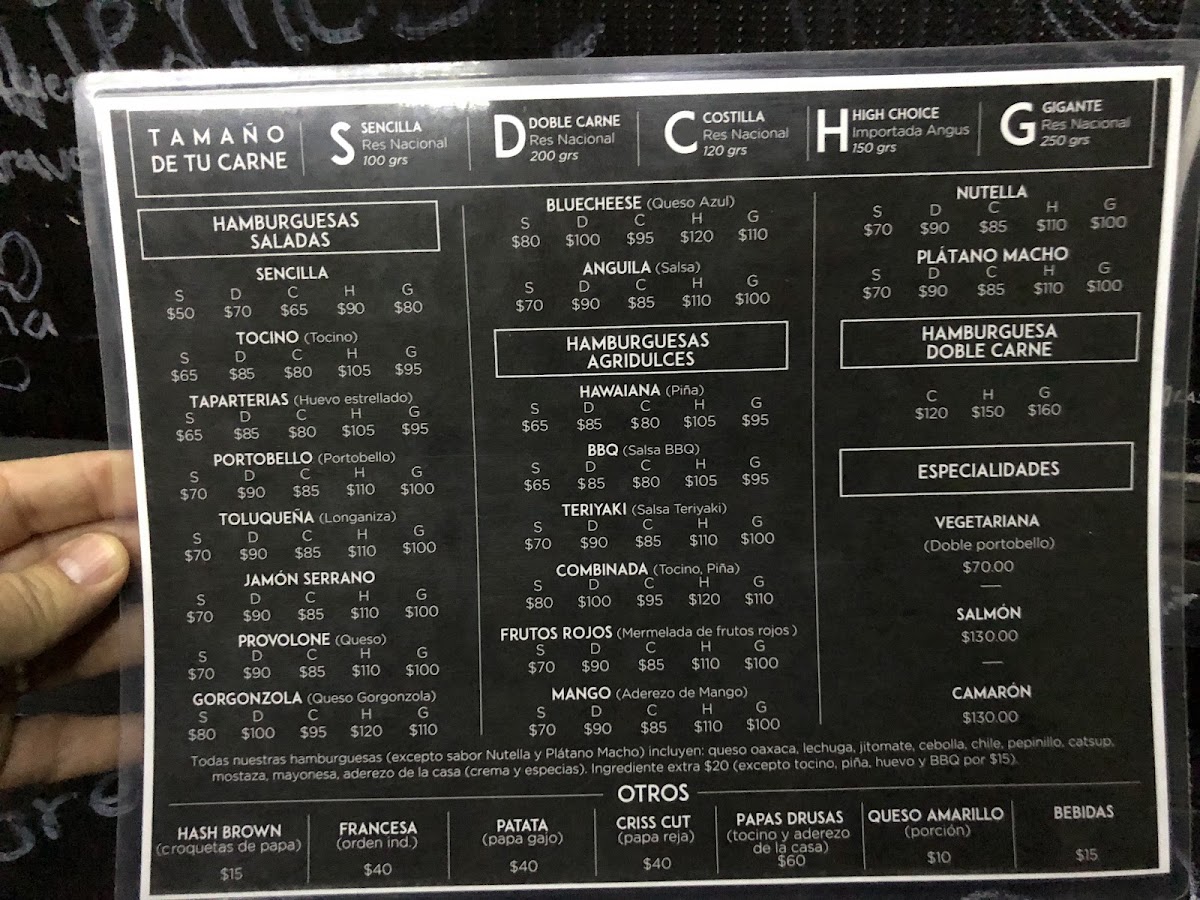 TAMAÑO
DE TU CARNE
S SENCILLA
Res Nacional
100 grs
D DOBLE CARNE
Res Nacional
200 grs
C COSTILLA
Res Nacional
120 grs
H HIGH CHOICE
Importada Angus
150 grs
G GIGANTE
Res Nacional
250 grs
HAMBURGUESAS
SALADAS
SENCILLA
S D C H G
$50 $70 $65 $90 $80
TOCINO (Tocino)
S D C H G
$65 $85 $80 $105 $95
TAPARTERIAS (Huevo estrellado)
S D C H G
$65 $85 $80 $105 $95
PORTOBELLO (Portobello)
S D C H G
$70 $90 $85 $110 $100
TOLUQUEÑA (Longaniza)
S D C H G
$70 $90 $85 $110 $100
JAMÓN SERRANO
S D C H G
$70 $90 $85 $110 $100
PROVOLONE (Queso)
S D C H G
$70 $90 $85 $110 $100
GORGONZOLA (Queso Gorgonzola)
S D C H G
$80 $100 $95 $120 $110
BLUECHEESE (Queso Azul)
S D C H G
$80 $100 $95 $120 $110
ANGUILA (Salsa)
S D C H G
$70 $90 $85 $110 $100
HAMBURGUESAS
AGRIDULCES
HAWAIANA (Piña)
S D C H G
$65 $85 $80 $105 $95
BBQ (Salsa BBQ)
S D C H G
$65 $85 $80 $105 $95
TERIYAKI (Salsa Teriyaki)
S D C H G
$70 $90 $85 $110 $100
COMBINADA (Tocino, Piña)
S D C H G
$80 $100 $95 $120 $110
FRUTOS ROJOS (Mermelada de frutos rojos )
S D C H G
$70 $90 $85 $110 $100
MANGO (Aderezo de Mango)
S D C H G
$70 $90 $85 $110 $100
NUTELLA
S D C H G
$70 $90 $85 $110 $100
PLÁTANO MACHO
S D C H G
$70 $90 $85 $110 $100
HAMBURGUESA
DOBLE CARNE
C H G
$120 $150 $160
ESPECIALIDADES
VEGETARIANA
(Doble portobello)
$70.00
SALMÓN
$130.00
CAMARÓN
$130.00
Todas nuestras hamburguesas (excepto sabor Nutella y Plátano Macho) incluyen: queso oaxaca, lechuga, jitomate, cebolla, chile, pepinillo, catsup,
mostaza, mayonesa, aderezo de la casa (crema y especias). Ingrediente extra $20 (excepto tocino, piña, huevo y BBQ por $15).
OTROS
HASH BROWN
(croquetas de papa)
$15
FRANCESA
(orden ind.)
$40
PATATA
(papa gajo)
$40
CRISS CUT
(papa reja)
$40
PAPAS DRUSAS
(tocino y aderezo
de la casa)
$60
QUESO AMARILLO
(porción)
$10
BEBIDAS
$15